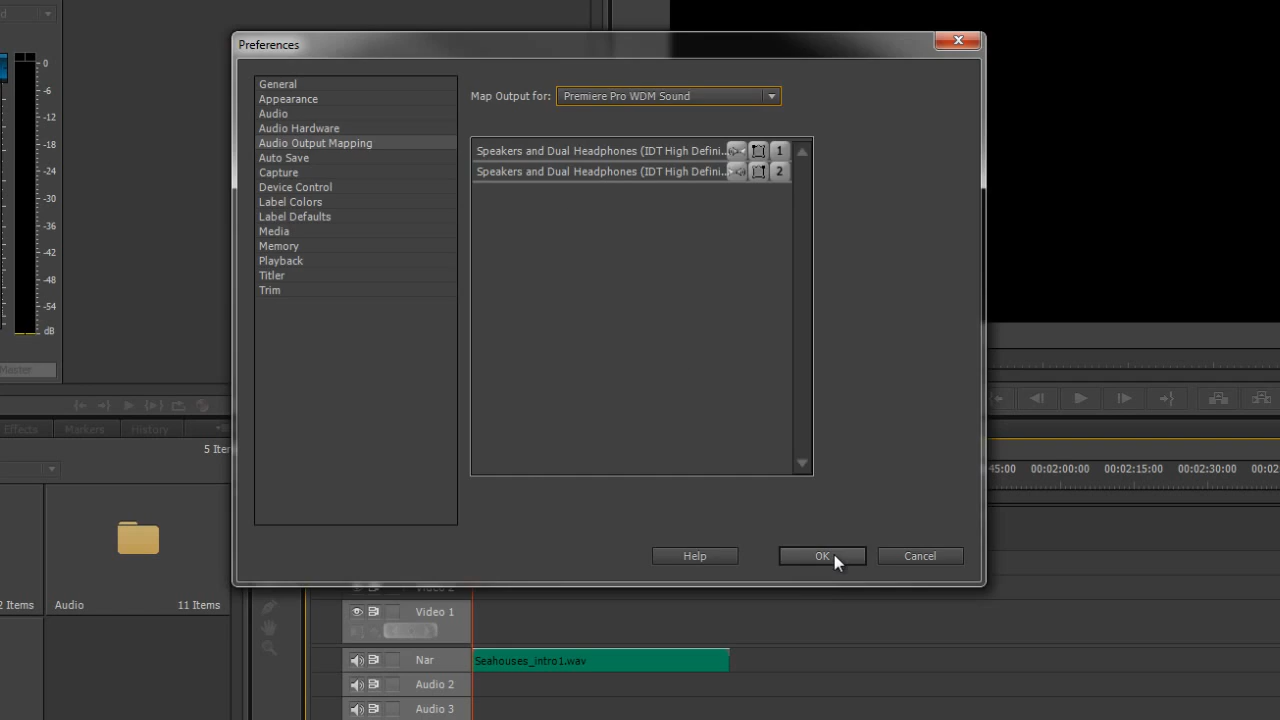 Preferences
General
Appearance
Audio
Audio Hardware
Audio Output Mapping
Auto Save
Capture
Device Control
Label Colors
Label Defaults
Media
Memory
Playback
Titler
Trim
Map Output for: Premiere Pro WDM Sound
Speakers and Dual Headphones (IDT High Defini... 1
Speakers and Dual Headphones (IDT High Defini... 2
Help OK Cancel
0
-6
-12
-18
-24
-30
-36
-42
-48
-54
dB
Master
Effects Markers History
5 Iter
2 Items Audio 11 Items
45:00 00:02:00:00 00:02:15:00 00:02:30:00 00:02
Video 2
Video 1
Nar Seahouses_intro1.wav
Audio 2
Audio 3